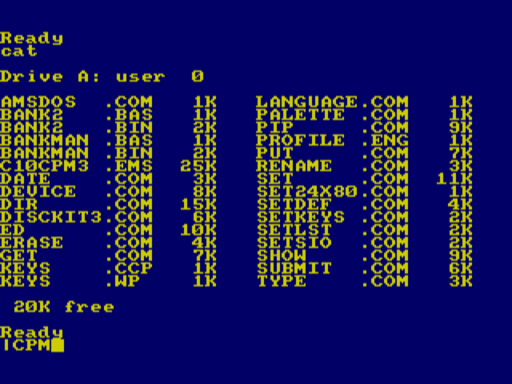 Ready
cat
Drive A: user  0
AMSDOS  .COM    1K   LANGUAGE.COM    1K
BANK2   .BAS    1K   PALETTE .COM    1K
BANK2   .BIN    2K   PIP     .COM    9K
BANKMAN .BAS    1K   PROFILE .ENG    1K
BANKMAN .BIN    2K   PUT     .COM    7K
C10CPM3 .EMS   25K   RENAME  .COM    3K
DATE    .COM    3K   SET     .COM   11K
DEVICE  .COM    8K   SET24X80.COM    1K
DIR     .COM   15K   SETDEF  .COM    4K
DISCKIT3.COM    6K   SETKEYS .COM    2K
ED      .COM   10K   SETLST  .COM    2K
ERASE   .COM    4K   SETSIO  .COM    2K
GET     .COM    7K   SHOW    .COM    9K
KEYS    .CCP    1K   SUBMIT  .COM    6K
KEYS    .WP     1K   TYPE    .COM    3K
20K free
Ready
|CPM